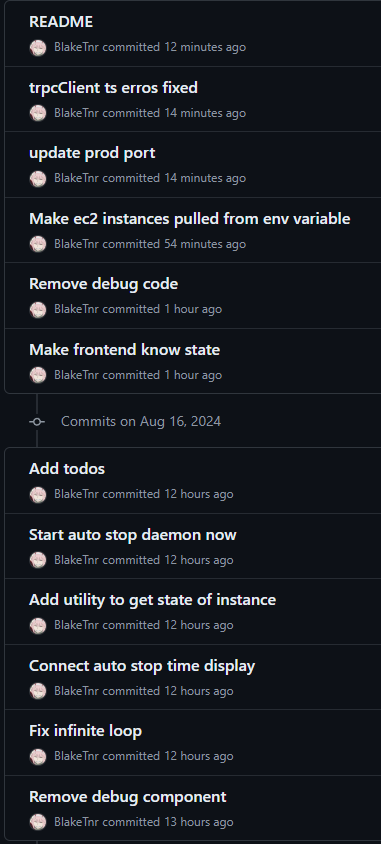 README
BlakeTnr committed 12 minutes ago
trpcClient ts erros fixed
BlakeTnr committed 14 minutes ago
update prod port
BlakeTnr committed 14 minutes ago
Make ec2 instances pulled from env variable
BlakeTnr committed 54 minutes ago
Remove debug code
BlakeTnr committed 1 hour ago
Make frontend know state
BlakeTnr committed 1 hour ago
Commits on Aug 16, 2024
Add todos
BlakeTnr committed 12 hours ago
Start auto stop daemon now
BlakeTnr committed 12 hours ago
Add utility to get state of instance
BlakeTnr committed 12 hours ago
Connect auto stop time display
BlakeTnr committed 12 hours ago
Fix infinite loop
BlakeTnr committed 12 hours ago
Remove debug component
BlakeTnr committed 13 hours ago